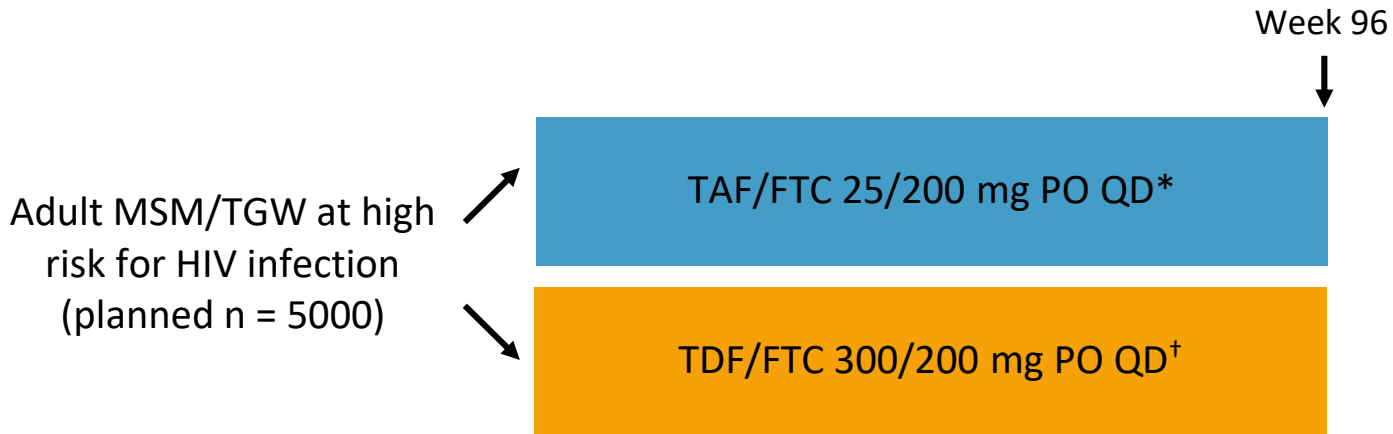 Week 96
TAF/FTC 25/200 mg PO QD*
Adult MSM/TGW at high
risk for HIV infection
(planned n = 5000)
TDF/FTC 300/200 mg PO QD†